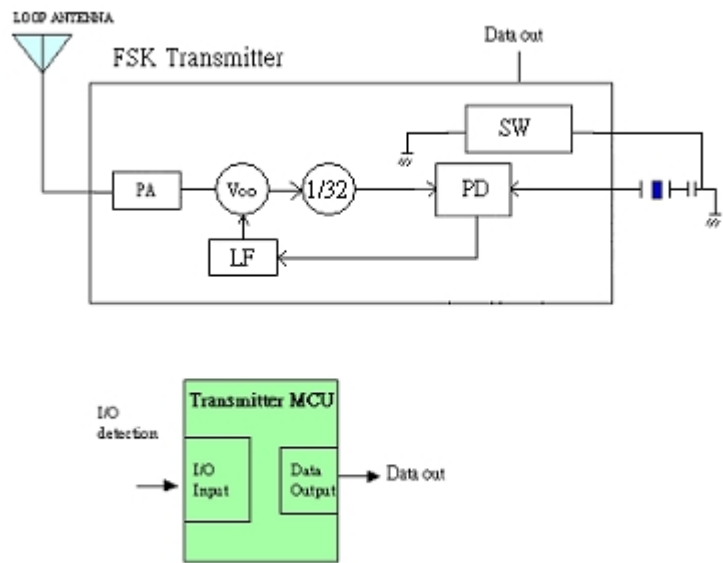 LOOP ANTENNA
Data out
FSK Transmitter
SW
PA
Vco
1/32
PD
LF
Transmitter MCU
I/O
detection
I/O
Input
Data
Output
Data out